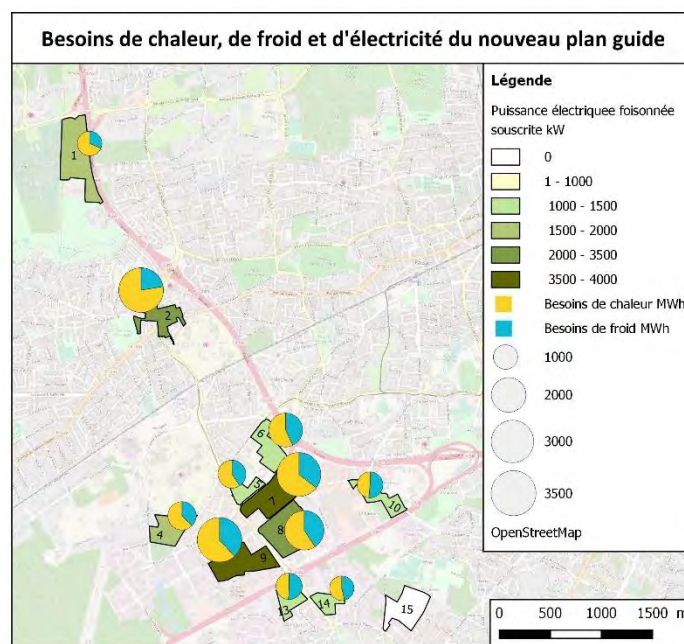 Besoins de chaleur, de froid et d'électricité du nouveau plan guide
Légende
Puissance électriquee foisonnée
souscrite kW
0
1 - 1000
1000 - 1500
1500 - 2000
2000 - 3500
3500 - 4000
Besoins de chaleur MWh
Besoins de froid MWh
1000
2000
3000
3500
OpenStreetMap
1
2
6
5
7
10
4
8
9
13
14
15
0 500 1000 1500 m